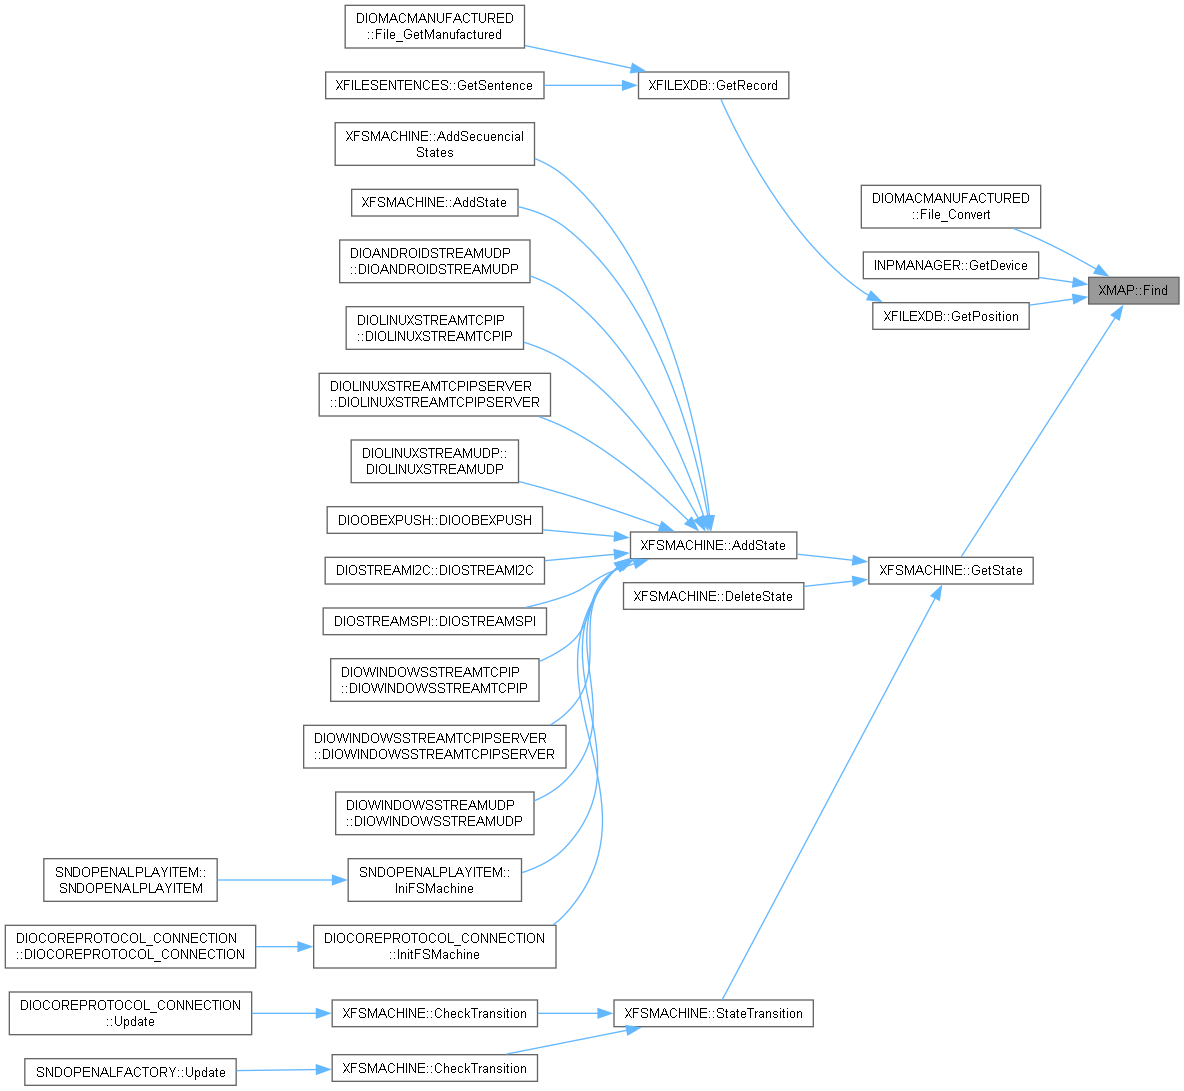 DIOMACMANUFACTURED
::File_GetManufactured
XFILESENTENCES::GetSentence
XFILEXDB::GetRecord
XFSMACHINE::AddSecuencial
States
XFSMACHINE::AddState
DIOMACMANUFACTURED
::File_Convert
DIOANDROIDSTREAMUDP
::DIOANDROIDSTREAMUDP
INPMANAGER::GetDevice
XMAP::Find
XFILEXDB::GetPosition
DIOLINUXSTREAMTCPIP
::DIOLINUXSTREAMTCPIP
DIOLINUXSTREAMTCPIPSERVER
::DIOLINUXSTREAMTCPIPSERVER
DIOLINUXSTREAMUDP::
DIOLINUXSTREAMUDP
DIOOBEXPUSH::DIOOBEXPUSH
XFSMACHINE::AddState
DIOSTREAMI2C::DIOSTREAMI2C
XFSMACHINE::GetState
XFSMACHINE::DeleteState
DIOSTREAMSPI::DIOSTREAMSPI
DIOWINDOWSSTREAMTCPIP
::DIOWINDOWSSTREAMTCPIP
DIOWINDOWSSTREAMTCPIPSERVER
::DIOWINDOWSSTREAMTCPIPSERVER
DIOWINDOWSSTREAMUDP
::DIOWINDOWSSTREAMUDP
SNDOPENALPLAYITEM::
SNDOPENALPLAYITEM
SNDOPENALPLAYITEM::
IniFSMachine
DIOCOREPROTOCOL_CONNECTION
::DIOCOREPROTOCOL_CONNECTION
DIOCOREPROTOCOL_CONNECTION
::InitFSMachine
DIOCOREPROTOCOL_CONNECTION
::Update
XFSMACHINE::CheckTransition
XFSMACHINE::StateTransition
SNDOPENALFACTORY::Update
XFSMACHINE::CheckTransition